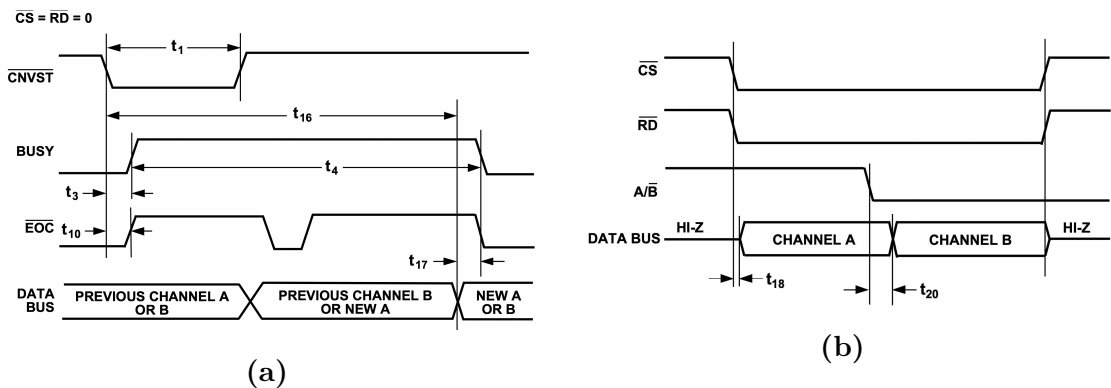 CS̅ = RD̅ = 0
t1
CNVST̅
t16
BUSY
t4
t3
EOC̅
t10
t17
DATA BUS
PREVIOUS CHANNEL A OR B
PREVIOUS CHANNEL B OR NEW A
NEW A OR B
(a)
CS̅
RD̅
A/B̅
DATA BUS
HI-Z
CHANNEL A
CHANNEL B
HI-Z
t18
t20
(b)